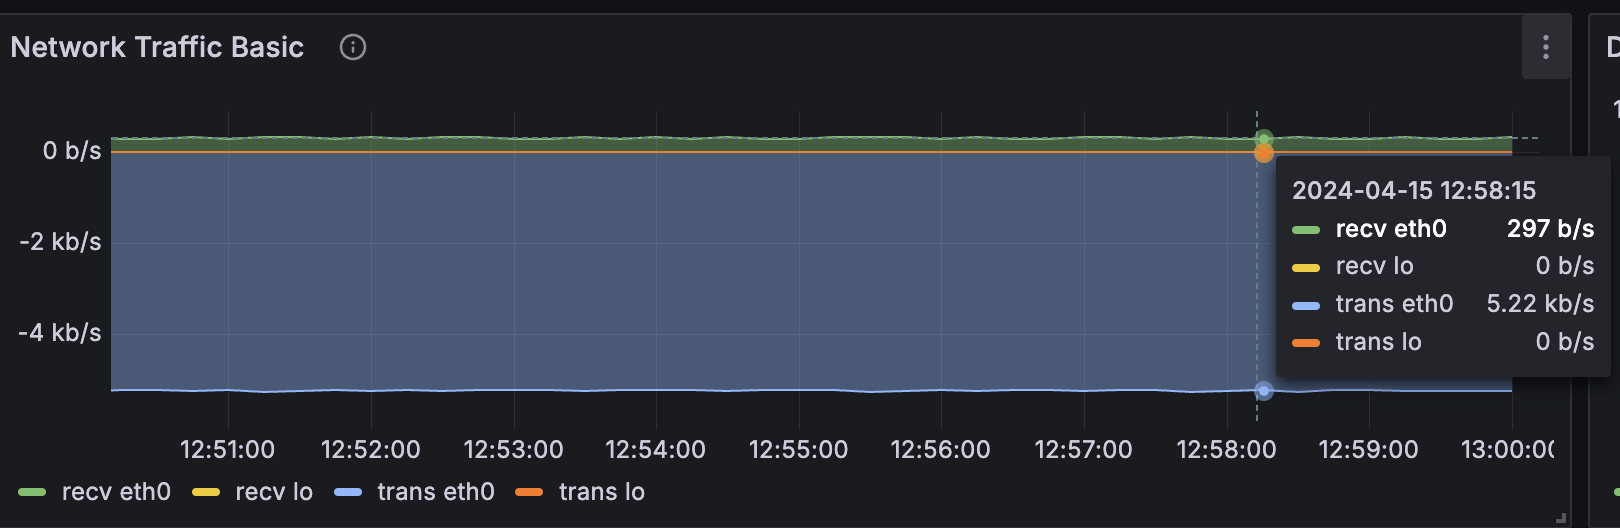 Network Traffic Basic
0 b/s
-2 kb/s
-4 kb/s
2024-04-15 12:58:15
recv eth0 297 b/s
recv lo 0 b/s
trans eth0 5.22 kb/s
trans lo 0 b/s
12:51:00 12:52:00 12:53:00 12:54:00 12:55:00 12:56:00 12:57:00 12:58:00 12:59:00 13:00:00
recv eth0 recv lo trans eth0 trans lo